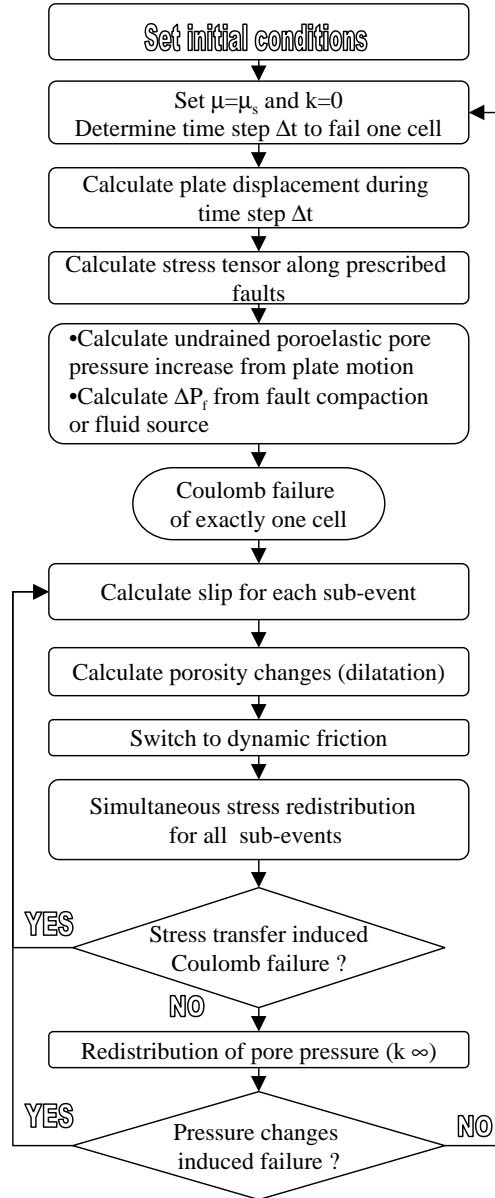 Set initial conditions
Set μ=μs and k=0
Determine time step Δt to fail one cell
Calculate plate displacement during
time step Δt
Calculate stress tensor along prescribed
faults
•Calculate undrained poroelastic pore
pressure increase from plate motion
•Calculate ΔPf from fault compaction
or fluid source
Coulomb failure
of exactly one cell
Calculate slip for each sub-event
Calculate porosity changes (dilatation)
Switch to dynamic friction
Simultaneous stress redistribution
for all sub-events
YES
Stress transfer induced
Coulomb failure ?
NO
Redistribution of pore pressure (k ∞)
YES
Pressure changes
induced failure ?
NO